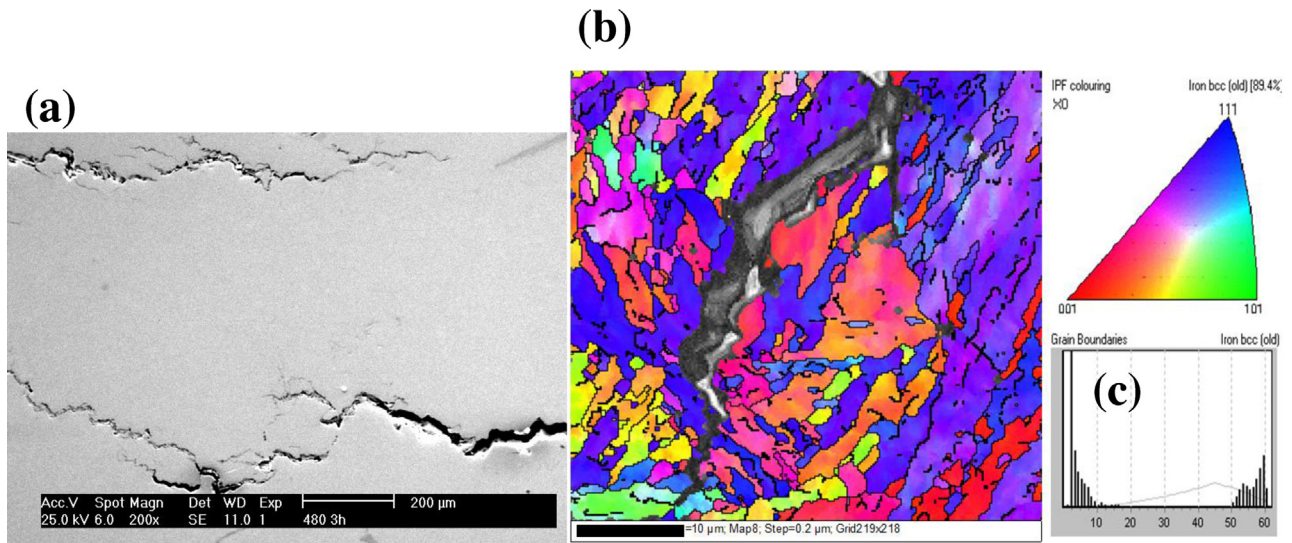 (a)
Acc.V Spot Magn Det WD Exp
25.0 kV 6.0 200x SE 11.0 1 480 3h
200 µm
(b)
=10 µm; Map8; Step=0.2 µm; Grid219x218
IPF colouring
Iron bcc (old) [89.4%
111
001
101
Grain Boundaries
Iron bcc (old)
(c)
10 20 30 40 50 60